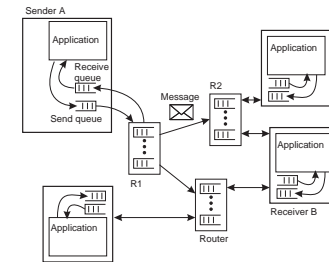 Sender A
Application
Receive
queue
Send queue
R1
Message
R2
Application
Application
Receiver B
Application
Router